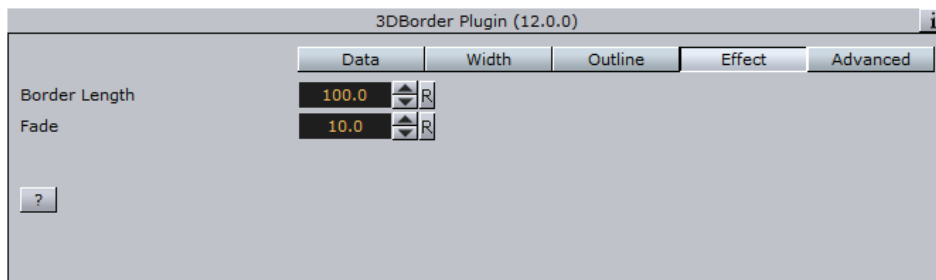 3DBorder Plugin (12.0.0) i
Data Width Outline Effect Advanced
Border Length 100.0 R
Fade 10.0 R
?